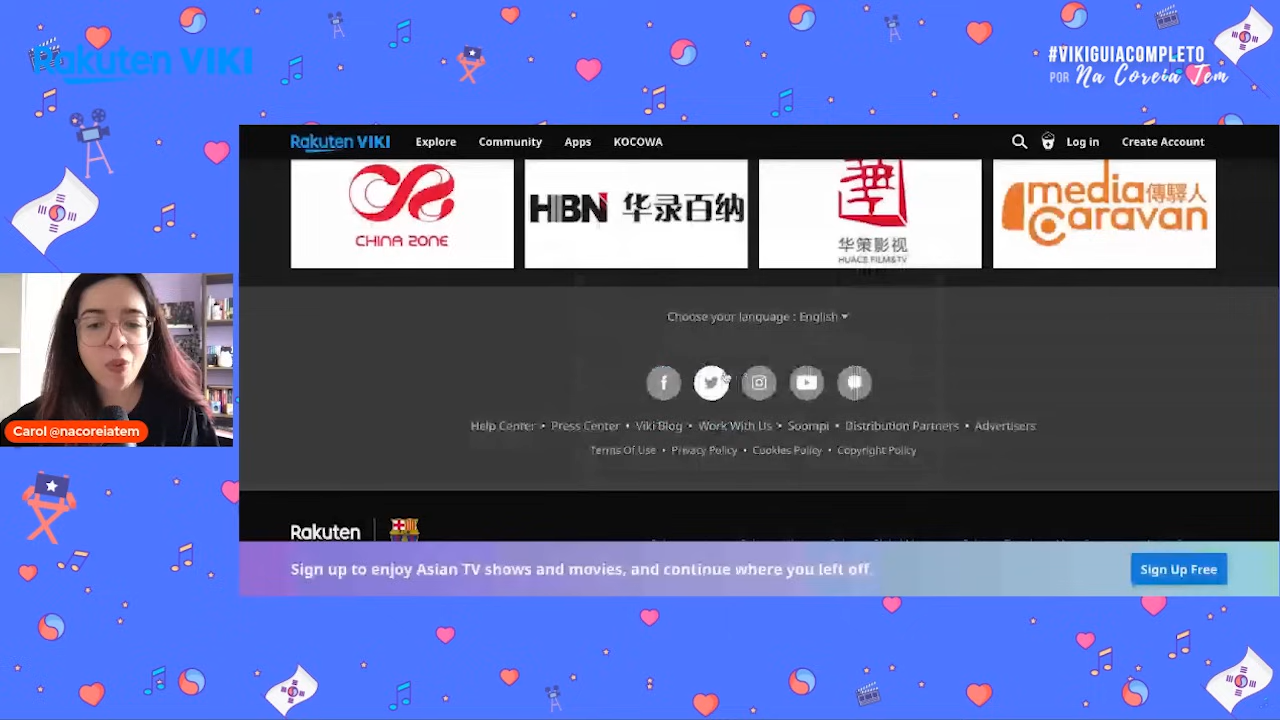 Rakuten VIKI
#VIKIGUIACOMPLETO
POR Na Coreia Tem
Rakuten VIKI Explore Community Apps KOCOWA Log in Create Account
CHINA ZONE
HBN 华录百纳
华策影视
HUACE FILM&TV
media 傳驛人
caravan
Choose your language : English
Help Center • Press Center • Viki Blog • Work With Us • Soompi • Distribution Partners • Advertisers
Terms Of Use • Privacy Policy • Cookies Policy • Copyright Policy
Carol @nacoreiatem
Rakuten
Sign up to enjoy Asian TV shows and movies, and continue where you left off.
Sign Up Free